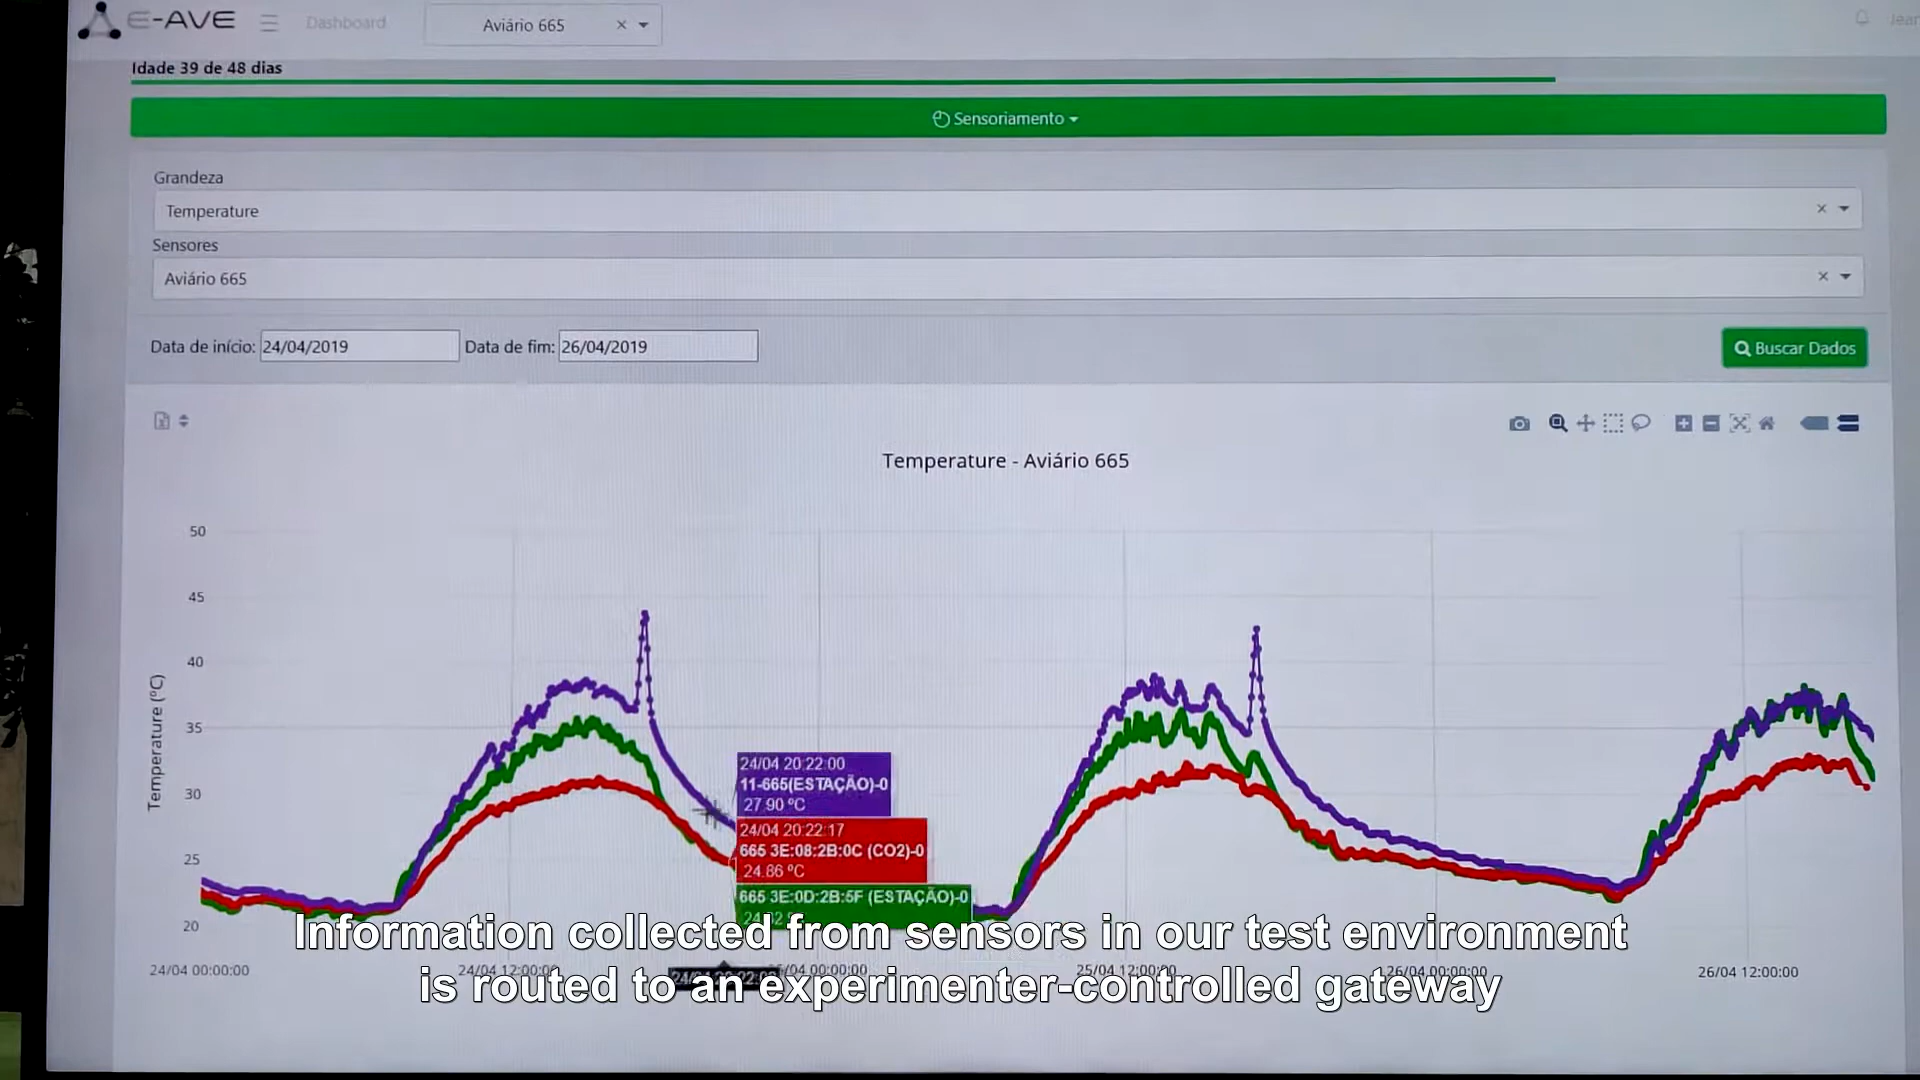 E-AVE
Dashboard
Aviário 665
Idade 39 de 48 dias
Sensoriamento
Grandeza
Temperature
Sensores
Aviário 665
Data de início: 24/04/2019 Data de fim: 26/04/2019
Buscar Dados
Temperature - Aviário 665
Temperature (ºC)
50
45
40
35
30
25
20
24/04 20:22:00
11-665(ESTAÇÃO)-0
27.90 ºC
24/04 20:22:17
665 3E:08:2B:0C (CO2)-0
24.86 ºC
665 3E:0D:2B:5F (ESTAÇÃO)-0
24/04 00:00:00
24/04 12:00:00
25/04 12:00:00
26/04 00:00:00
26/04 12:00:00
Information collected from sensors in our test environment
is routed to an experimenter-controlled gateway